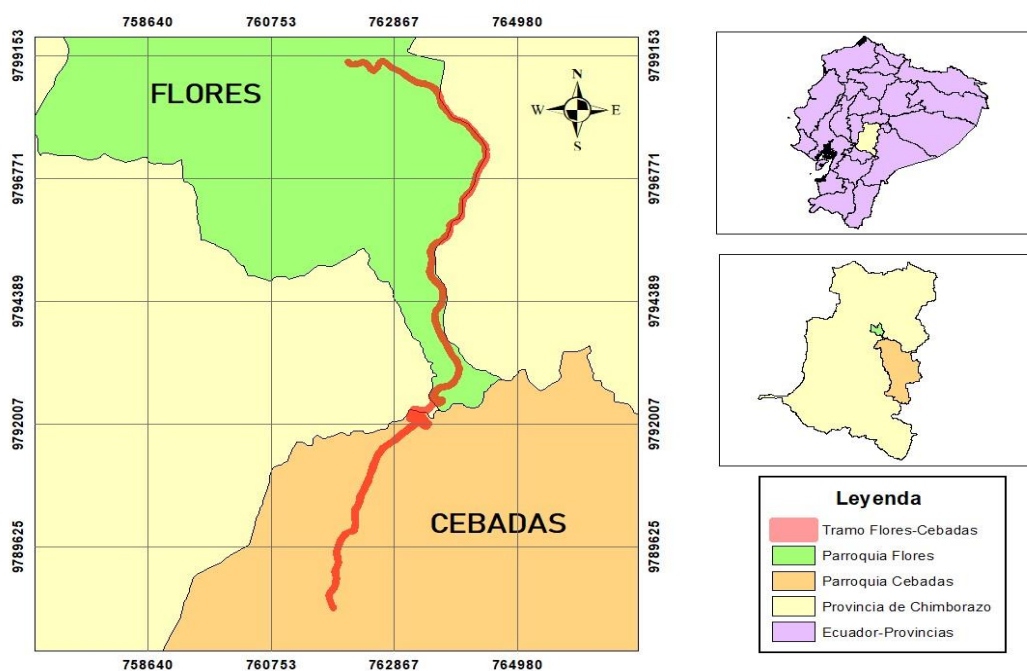 758640 760753 762867 764980
9799153
9796771
9794389
9792007
9789625
FLORES
N
W E
S
CEBADAS
9799153
9796771
9794389
9792007
9789625
758640 760753 762867 764980
Leyenda
Tramo Flores-Cebadas
Parroquia Flores
Parroquia Cebadas
Provincia de Chimborazo
Ecuador-Provincias